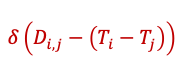 δ(D_{i,j} − (T_i − T_j))